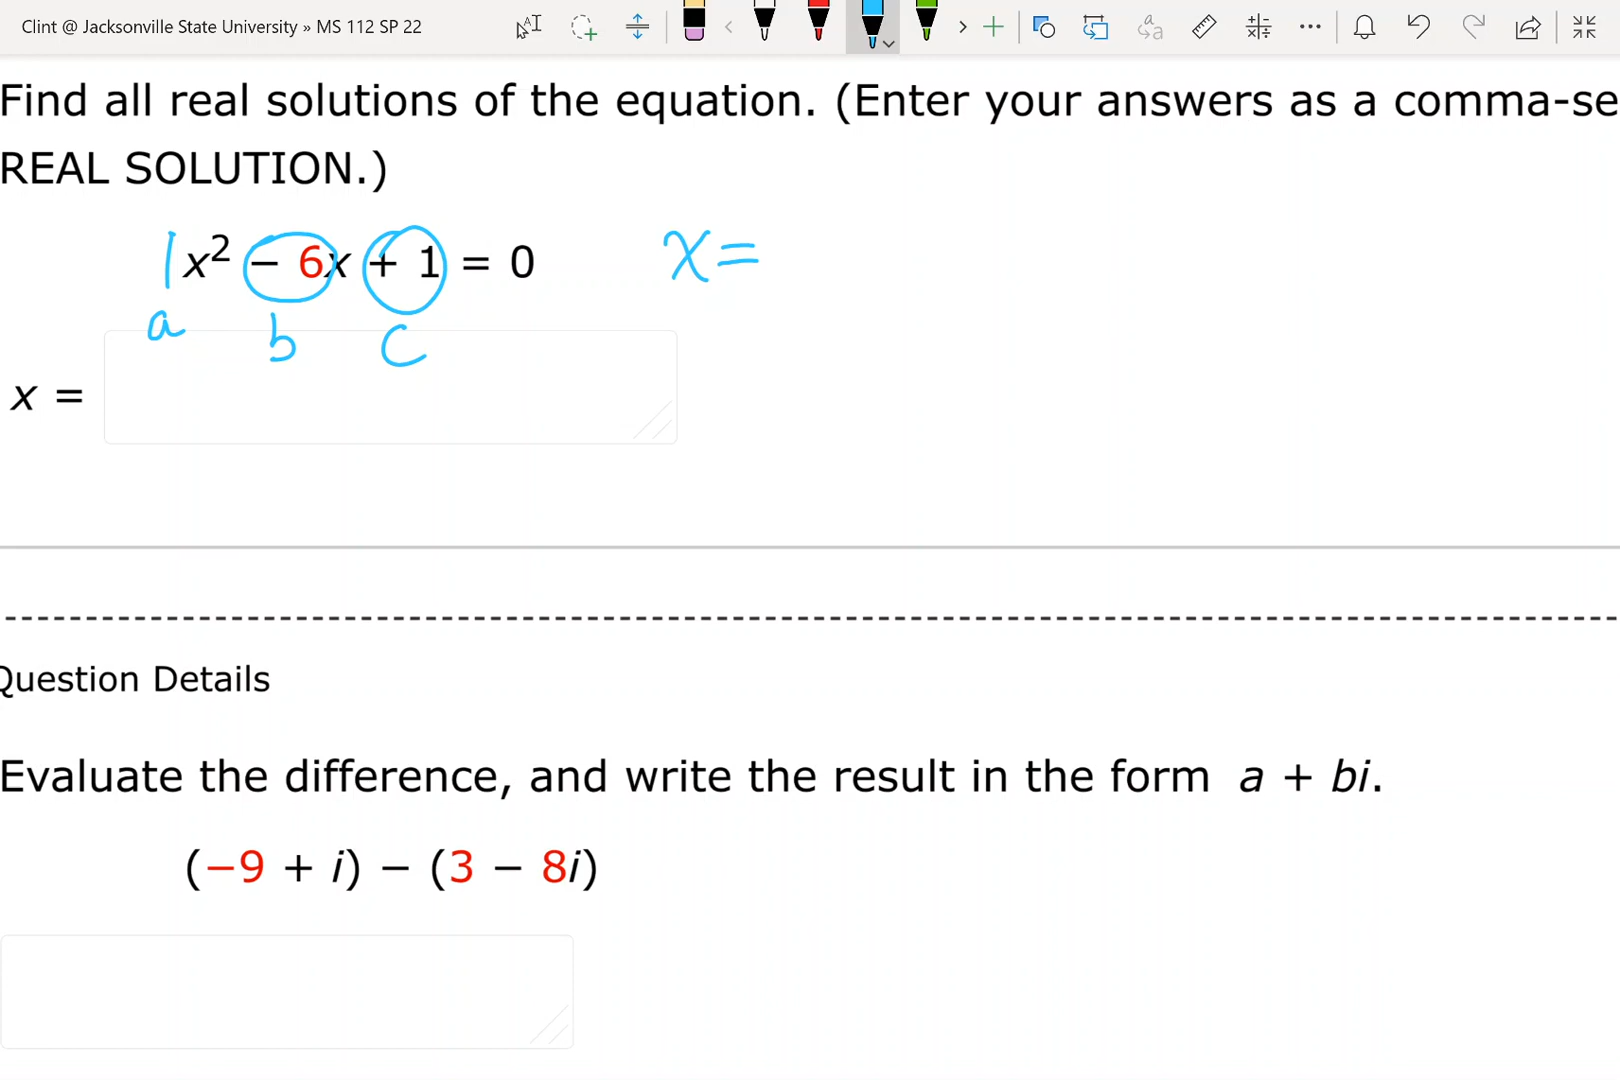 Clint @ Jacksonville State University » MS 112 SP 22
Find all real solutions of the equation. (Enter your answers as a comma-se
REAL SOLUTION.)
1x² − 6x + 1 = 0 x=
a b c
x =
Question Details
Evaluate the difference, and write the result in the form a + bi.
(−9 + i) − (3 − 8i)